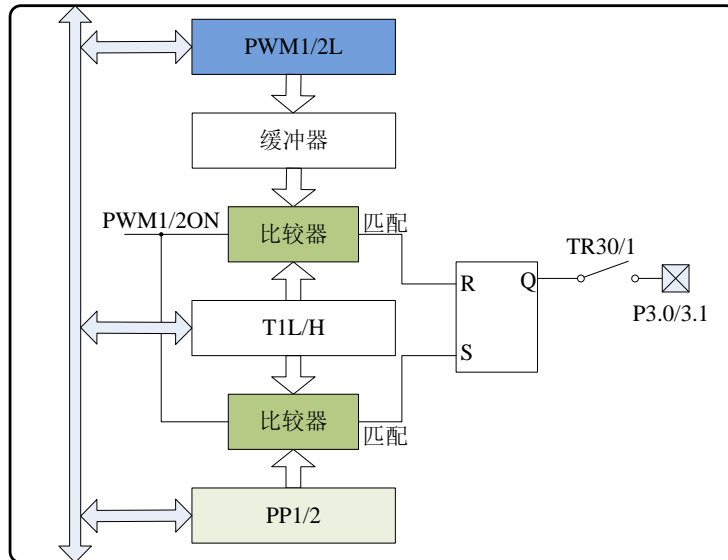 PWM1/2L
缓冲器
PWM1/2ON
比较器
匹配
TR30/1
R
Q
P3.0/3.1
T1L/H
S
比较器
匹配
PP1/2